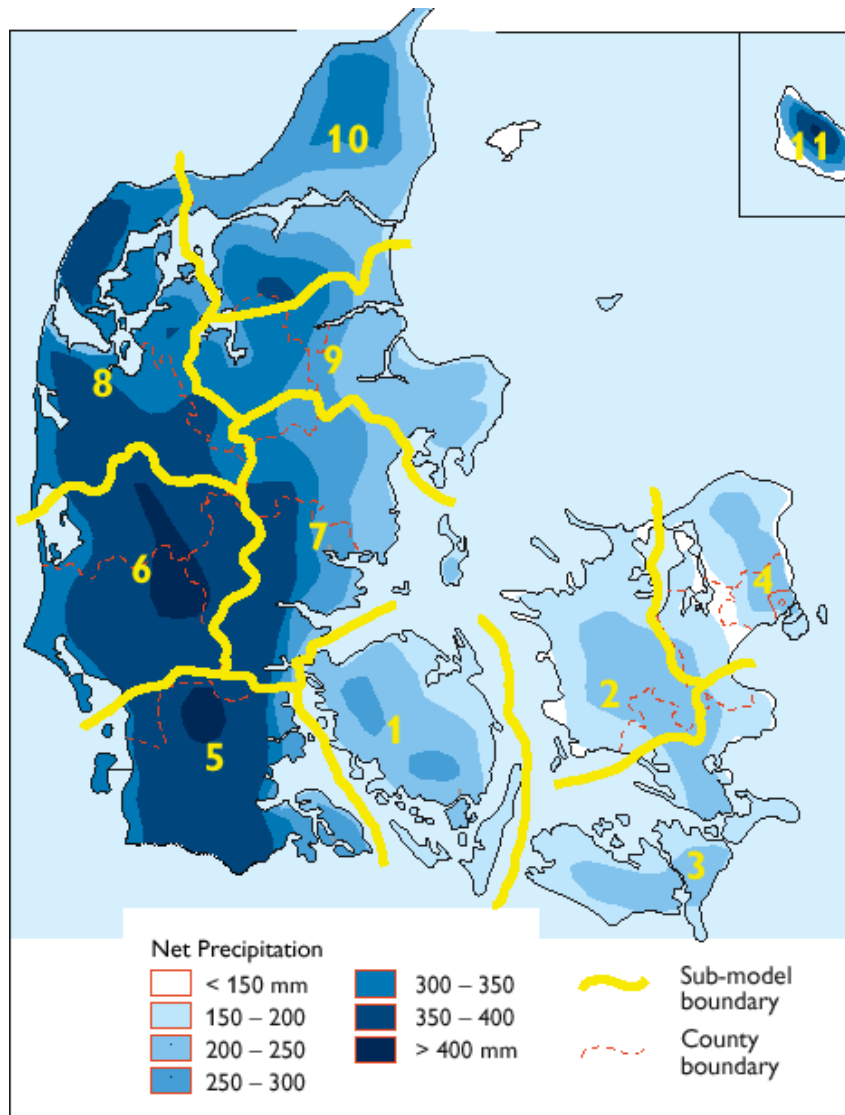 10
11
8
9
6
7
4
2
1
5
3
Net Precipitation
< 150 mm
150 – 200
200 – 250
250 – 300
300 – 350
350 – 400
> 400 mm
Sub-model
boundary
County
boundary